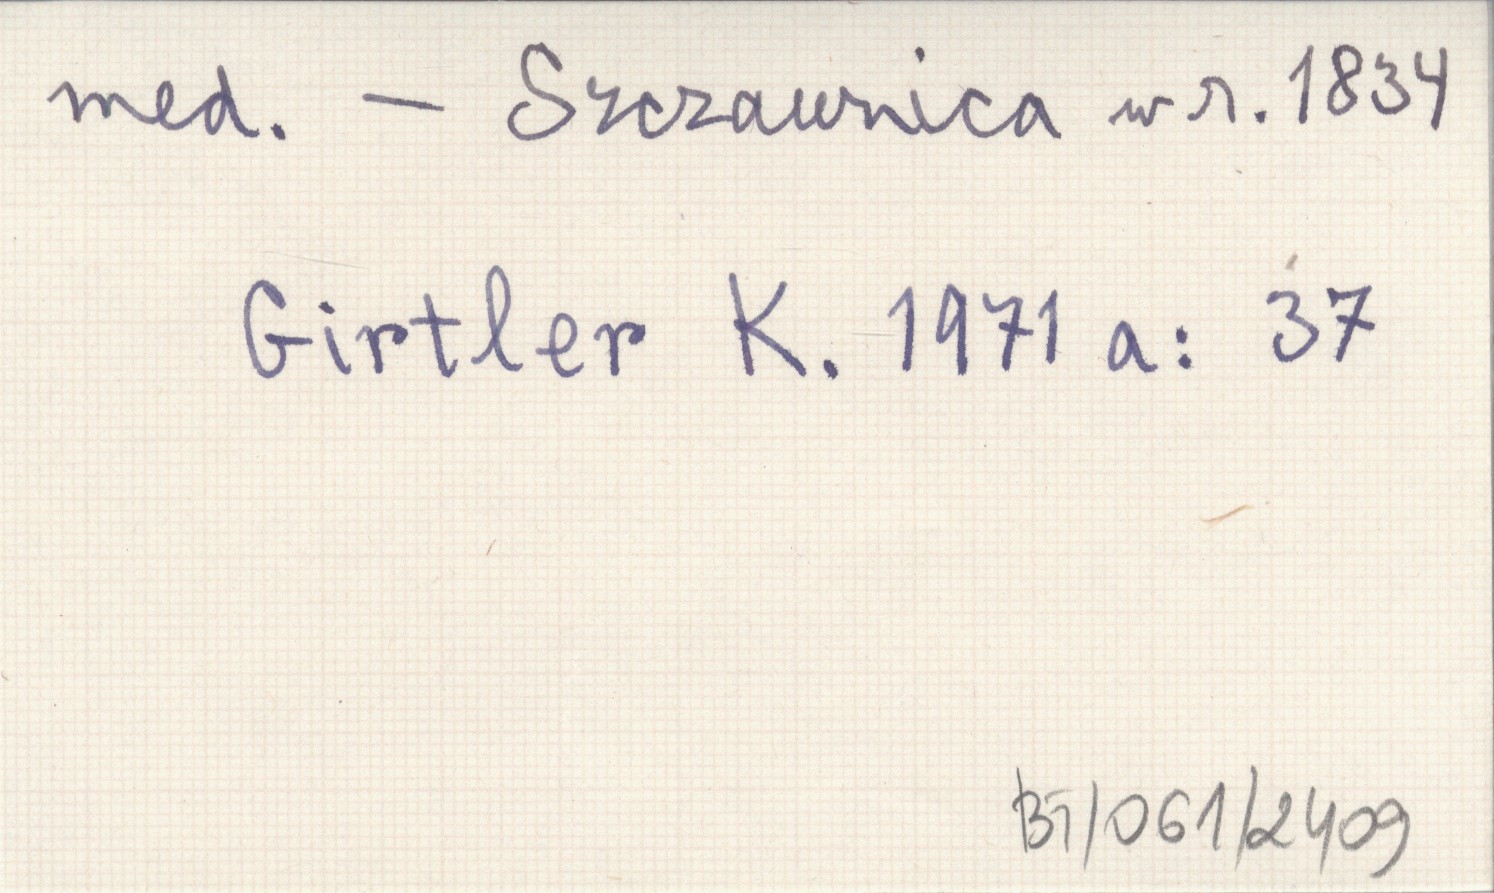 med. – Szczawnica w r. 1834
Girtler K. 1971 a: 37
BT/061/2409